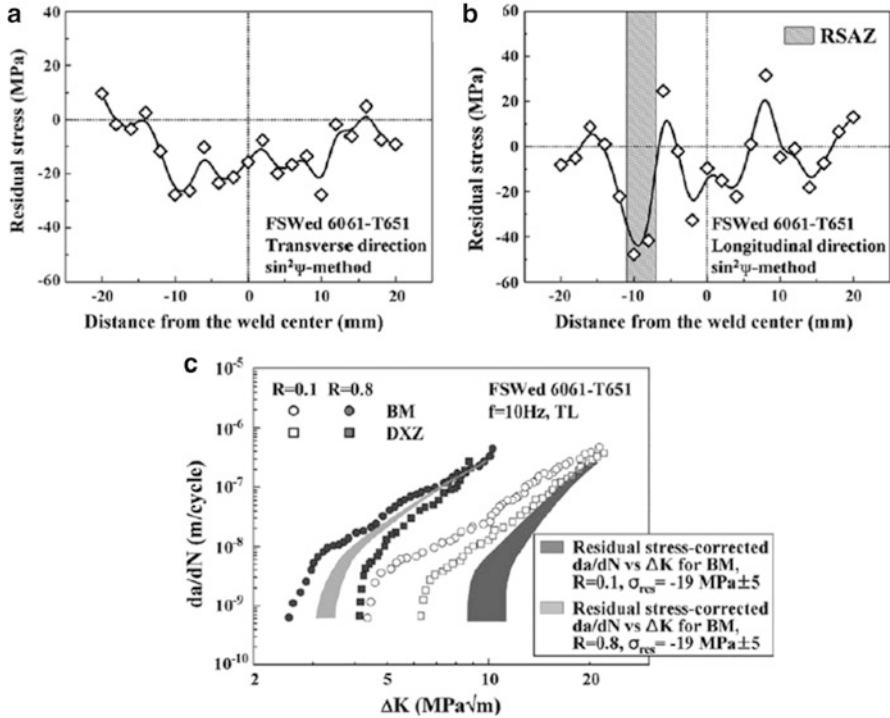 a
Residual stress (MPa)
40
20
0
-20
-40
-60
-20 -10 0 10 20
FSWed 6061-T651
Transverse direction
sin²ψ-method
Distance from the weld center (mm)
b
Residual stress (MPa)
60
40
20
0
-20
-40
-60
-20 -10 0 10 20
RSAZ
FSWed 6061-T651
Longitudinal direction
sin²ψ-method
Distance from the weld center (mm)
c
da/dN (m/cycle)
10⁻⁵
10⁻⁶
10⁻⁷
10⁻⁸
10⁻⁹
10⁻¹⁰
R=0.1 R=0.8
BM
DXZ
FSWed 6061-T651
f=10Hz, TL
Residual stress-corrected
da/dN vs ΔK for BM,
R=0.1, σres= -19 MPa±5
Residual stress-corrected
da/dN vs ΔK for BM,
R=0.8, σres= -19 MPa±5
2 5 10 20
ΔK (MPa√m)